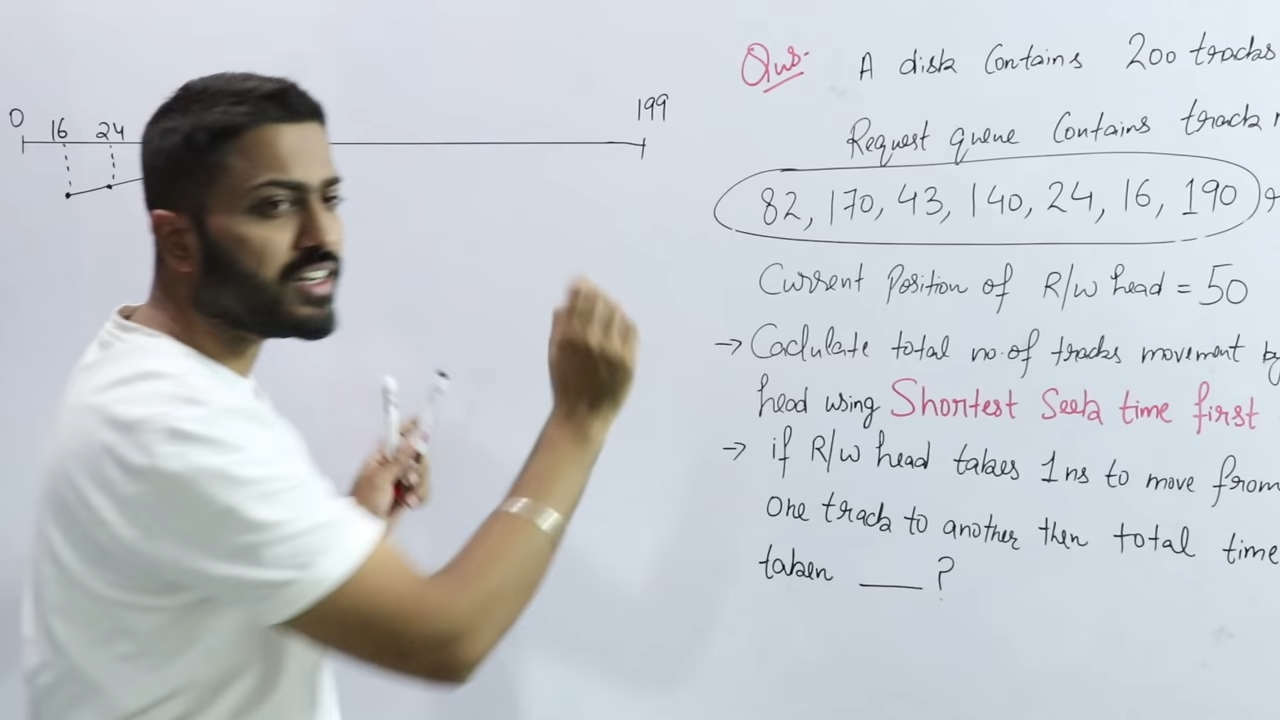 0 16 24 199
Qus- A disk Contains 200 tracks
Request queue Contains track
82, 170, 43, 140, 24, 16, 190
Current Position of R/w head = 50
→ Caclulate total no. of tracks movement by
head using Shortest Seek time first
→ if R/w head takes 1ns to move from
one track to another then total time
taken ___ ?